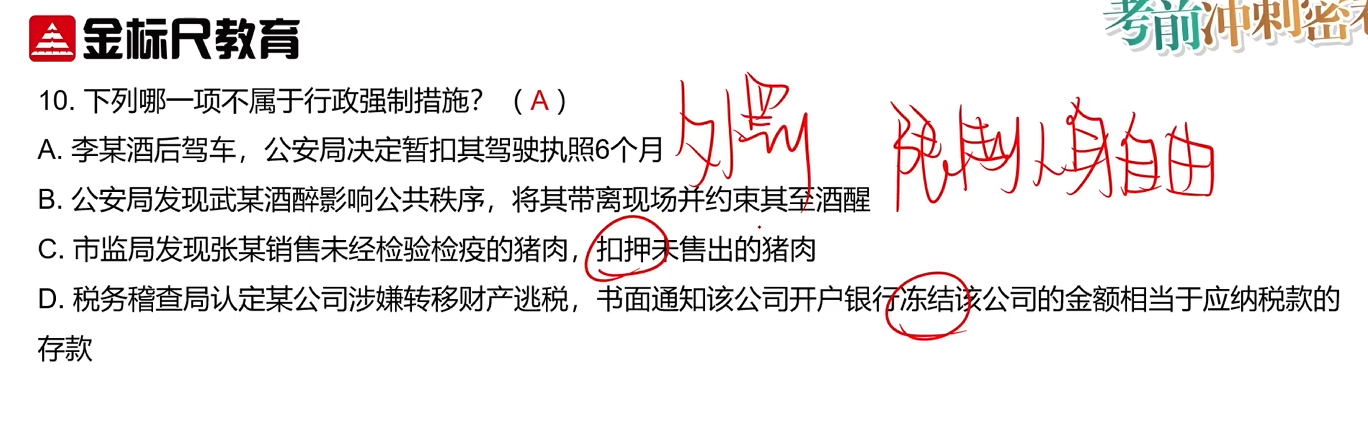 金标尺教育
考前冲刺密卷
10. 下列哪一项不属于行政强制措施？（A）
A. 李某酒后驾车，公安局决定暂扣其驾驶执照6个月
罚
限制人身自由
B. 公安局发现武某酒醉影响公共秩序，将其带离现场并约束其至酒醒
C. 市监局发现张某销售未经检验检疫的猪肉，扣押未售出的猪肉
D. 税务稽查局认定某公司涉嫌转移财产逃税，书面通知该公司开户银行冻结该公司的金额相当于应纳税款的
存款